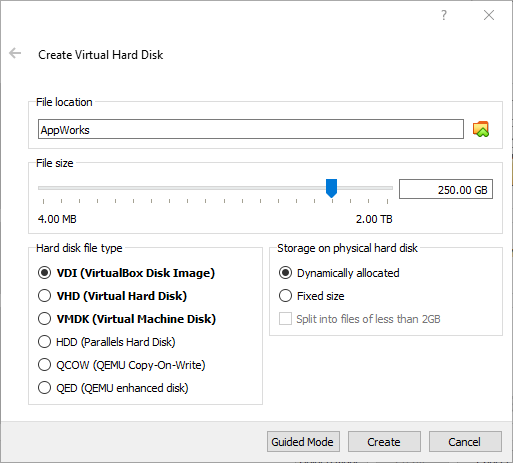 ?
Create Virtual Hard Disk
File location
AppWorks
File size
250.00 GB
4.00 MB 2.00 TB
Hard disk file type
VDI (VirtualBox Disk Image)
VHD (Virtual Hard Disk)
VMDK (Virtual Machine Disk)
HDD (Parallels Hard Disk)
QCOW (QEMU Copy-On-Write)
QED (QEMU enhanced disk)
Storage on physical hard disk
Dynamically allocated
Fixed size
Split into files of less than 2GB
Guided Mode Create Cancel